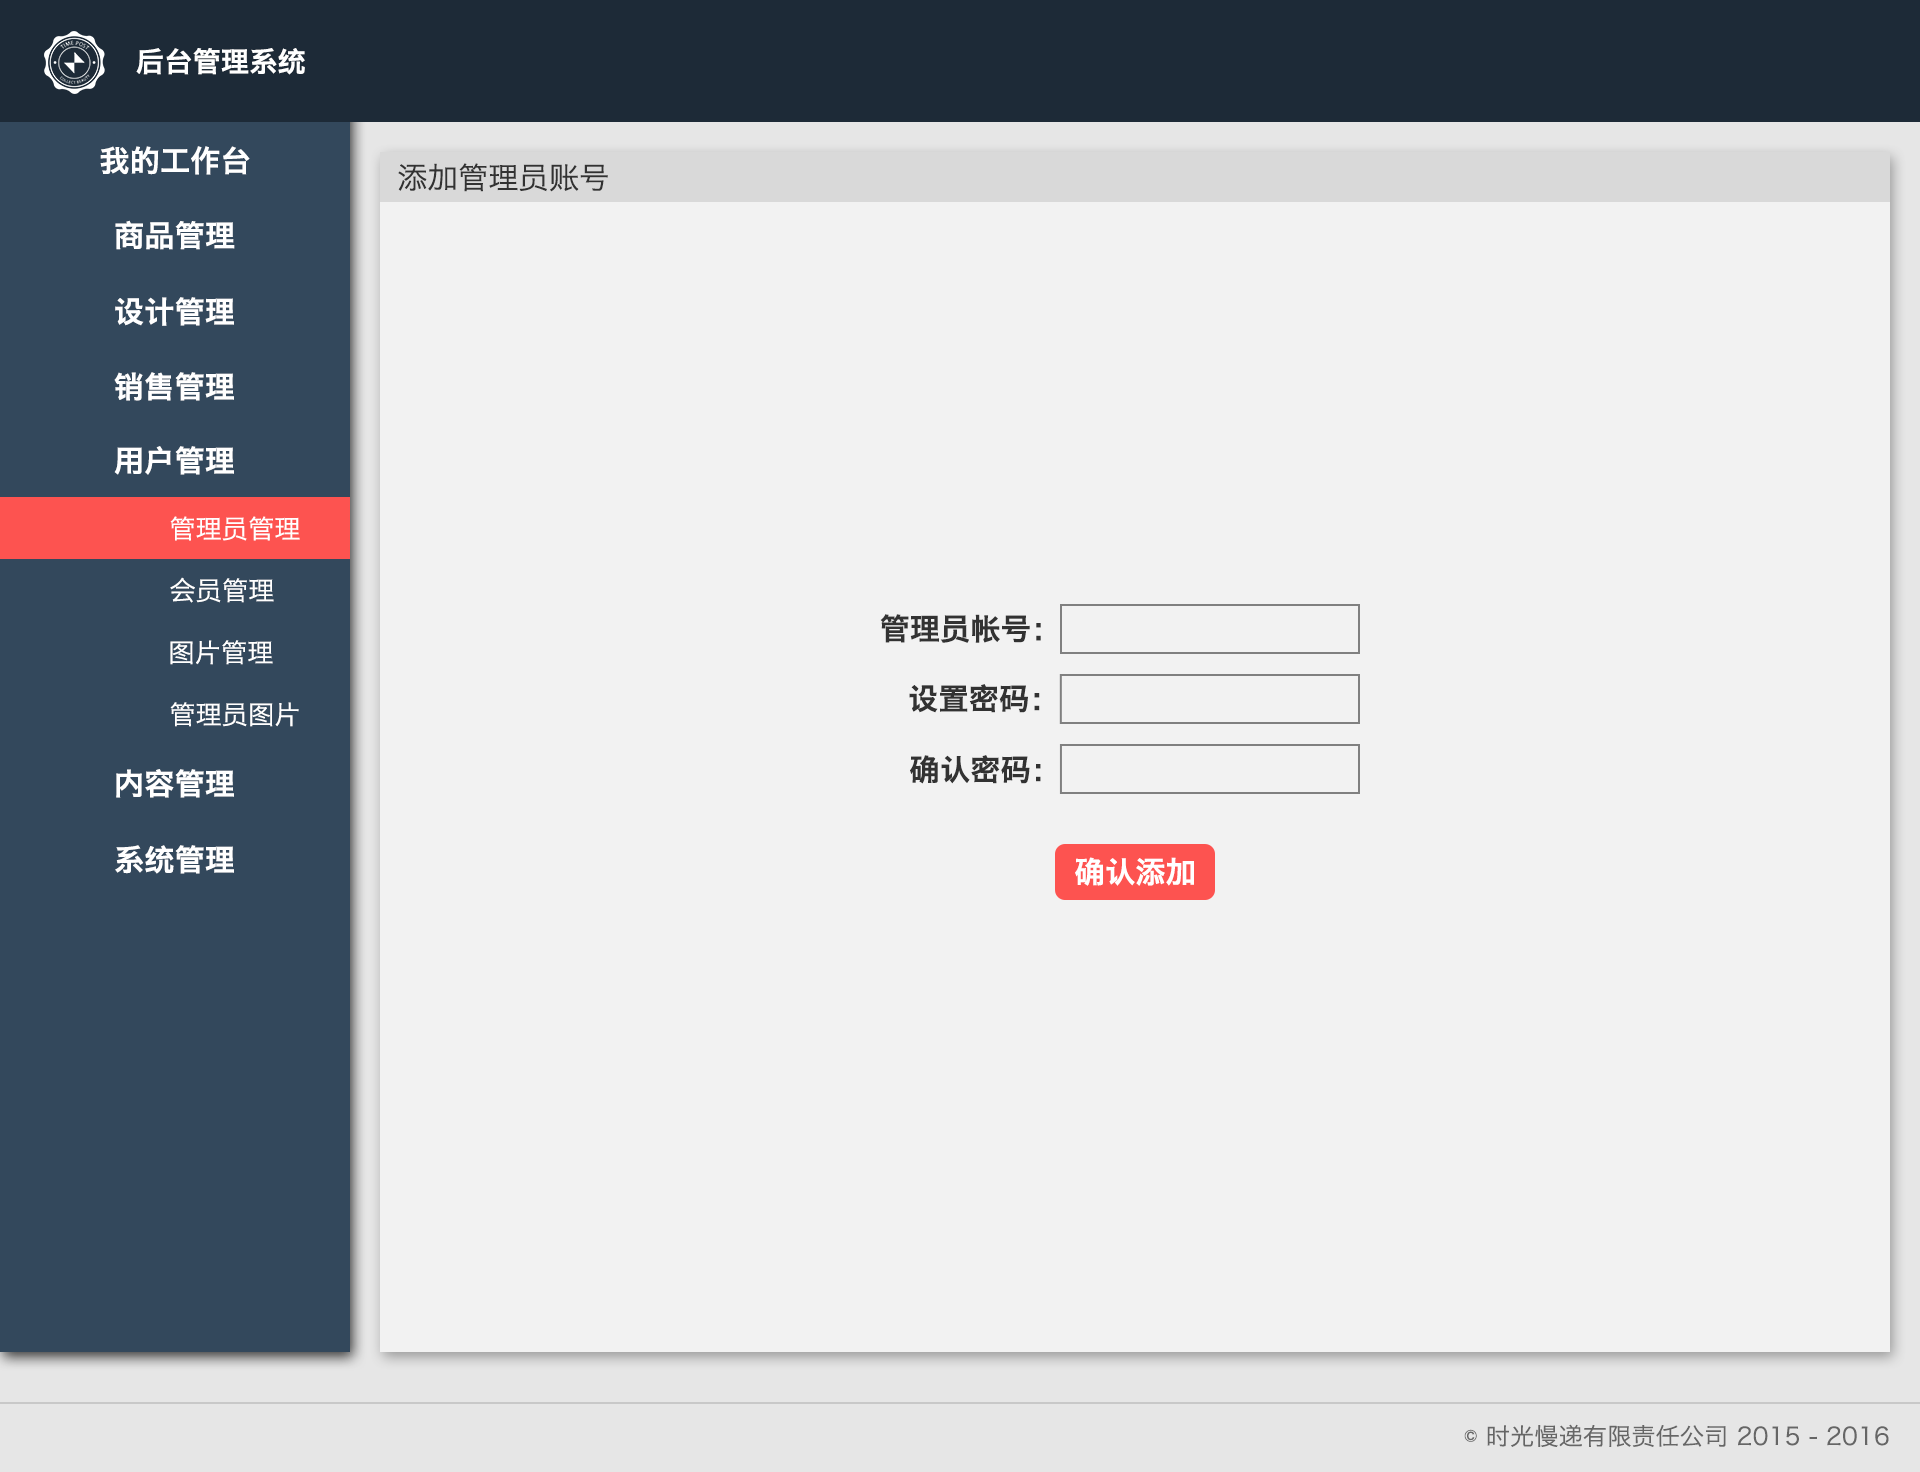 TIME POST
后台管理系统
我的工作台
商品管理
设计管理
销售管理
用户管理
管理员管理
会员管理
图片管理
管理员图片
内容管理
系统管理
添加管理员账号
管理员帐号：
设置密码：
确认密码：
确认添加
© 时光慢递有限责任公司 2015 - 2016